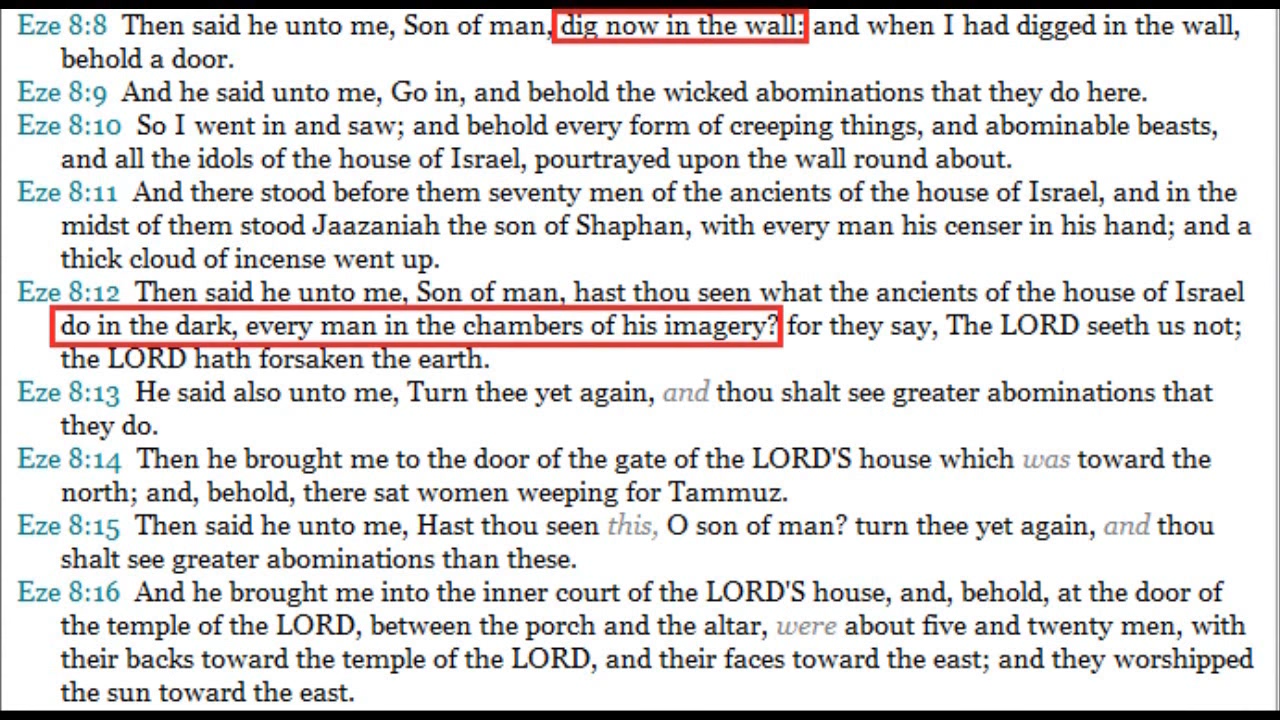 Eze 8:8 Then said he unto me, Son of man, dig now in the wall: and when I had digged in the wall,
behold a door.
Eze 8:9 And he said unto me, Go in, and behold the wicked abominations that they do here.
Eze 8:10 So I went in and saw; and behold every form of creeping things, and abominable beasts,
and all the idols of the house of Israel, pourtrayed upon the wall round about.
Eze 8:11 And there stood before them seventy men of the ancients of the house of Israel, and in the
midst of them stood Jaazaniah the son of Shaphan, with every man his censer in his hand; and a
thick cloud of incense went up.
Eze 8:12 Then said he unto me, Son of man, hast thou seen what the ancients of the house of Israel
do in the dark, every man in the chambers of his imagery? for they say, The LORD seeth us not;
the LORD hath forsaken the earth.
Eze 8:13 He said also unto me, Turn thee yet again, and thou shalt see greater abominations that
they do.
Eze 8:14 Then he brought me to the door of the gate of the LORD'S house which was toward the
north; and, behold, there sat women weeping for Tammuz.
Eze 8:15 Then said he unto me, Hast thou seen this, O son of man? turn thee yet again, and thou
shalt see greater abominations than these.
Eze 8:16 And he brought me into the inner court of the LORD'S house, and, behold, at the door of
the temple of the LORD, between the porch and the altar, were about five and twenty men, with
their backs toward the temple of the LORD, and their faces toward the east; and they worshipped
the sun toward the east.